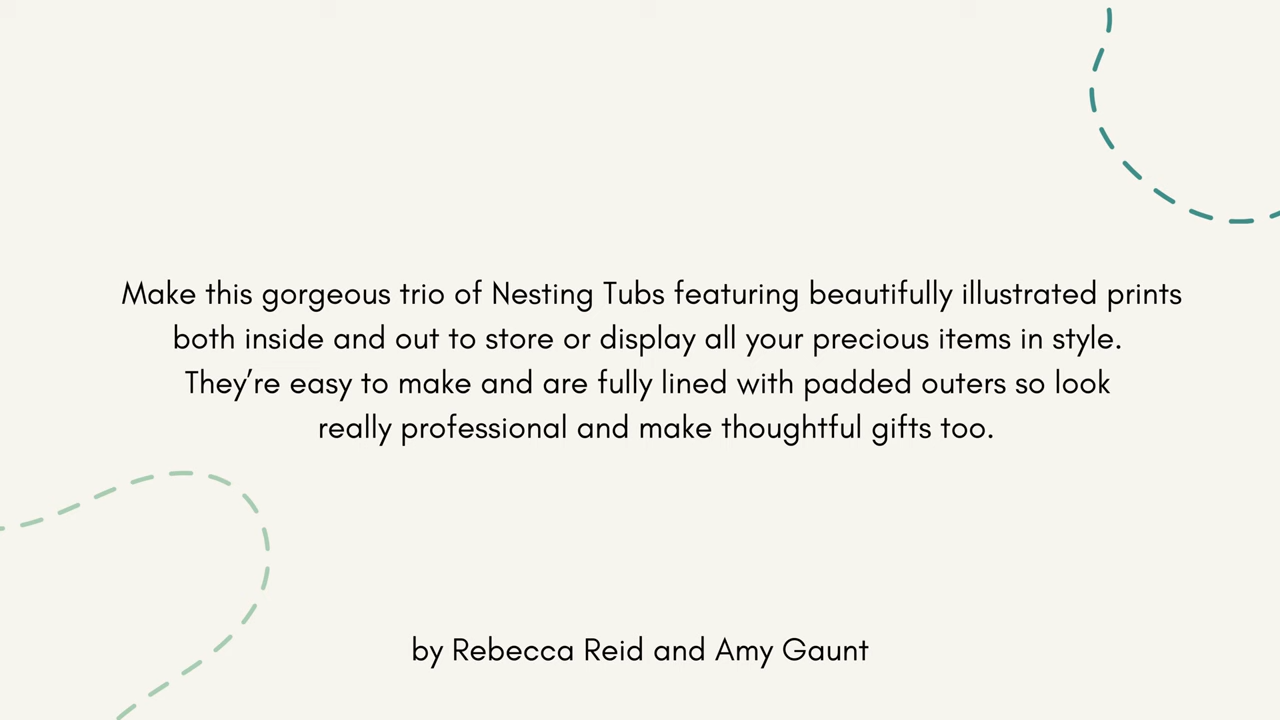 Make this gorgeous trio of Nesting Tubs featuring beautifully illustrated prints
both inside and out to store or display all your precious items in style.
They’re easy to make and are fully lined with padded outers so look
really professional and make thoughtful gifts too.
by Rebecca Reid and Amy Gaunt